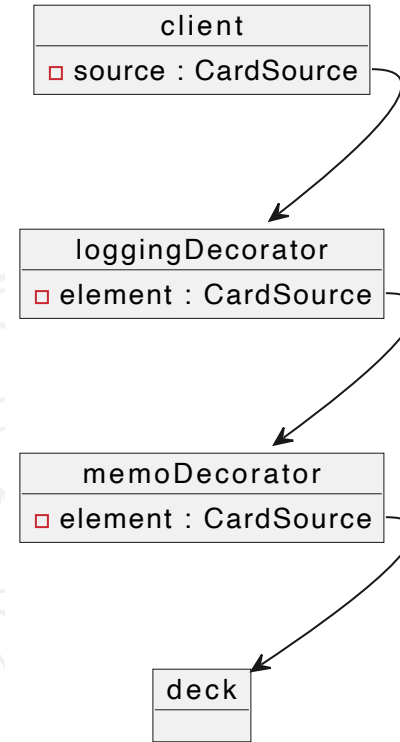 client
source : CardSource
loggingDecorator
element : CardSource
memoDecorator
element : CardSource
deck